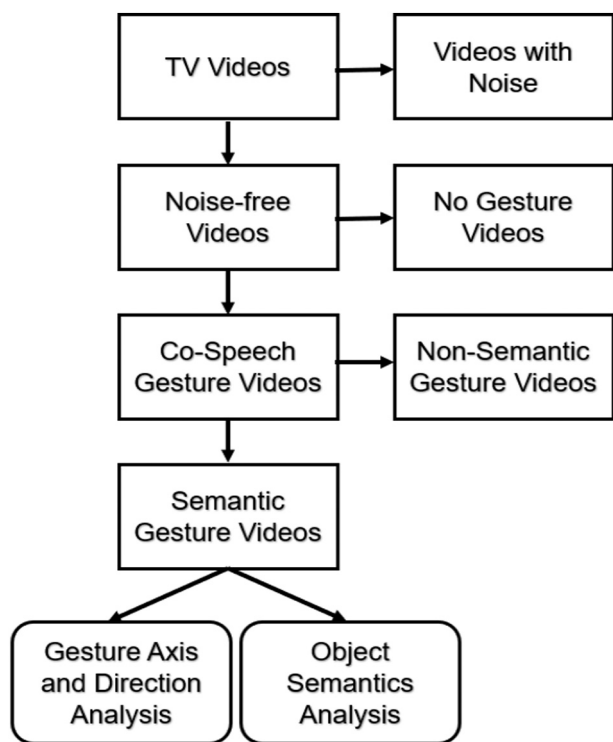 TV Videos
Videos with
Noise
Noise-free
Videos
No Gesture
Videos
Co-Speech
Gesture Videos
Non-Semantic
Gesture Videos
Semantic
Gesture Videos
Gesture Axis
and Direction
Analysis
Object
Semantics
Analysis